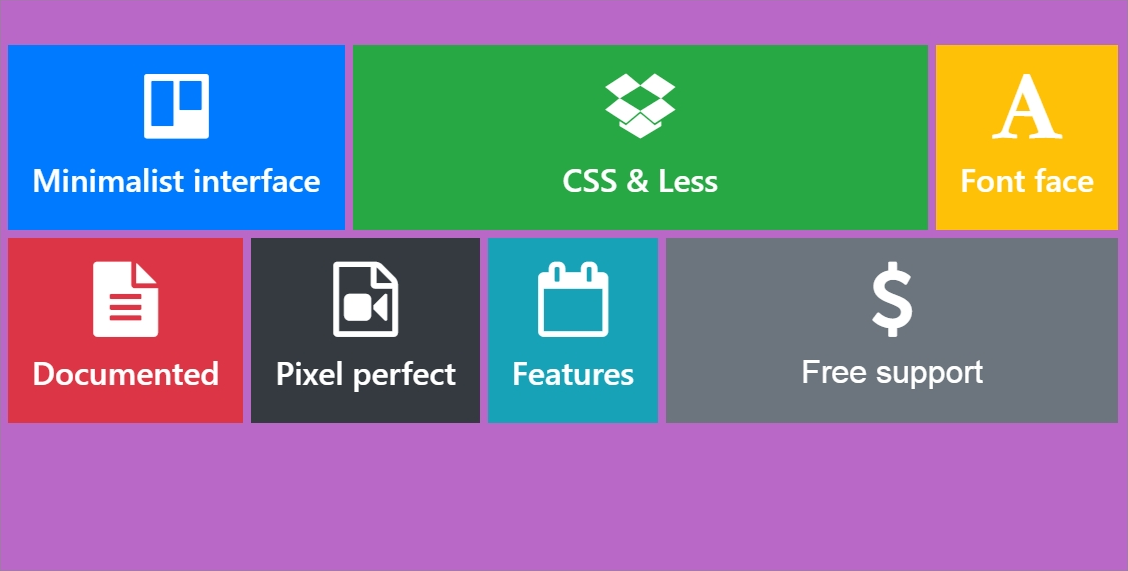 Minimalist interface
CSS & Less
Font face
Documented
Pixel perfect
Features
Free support